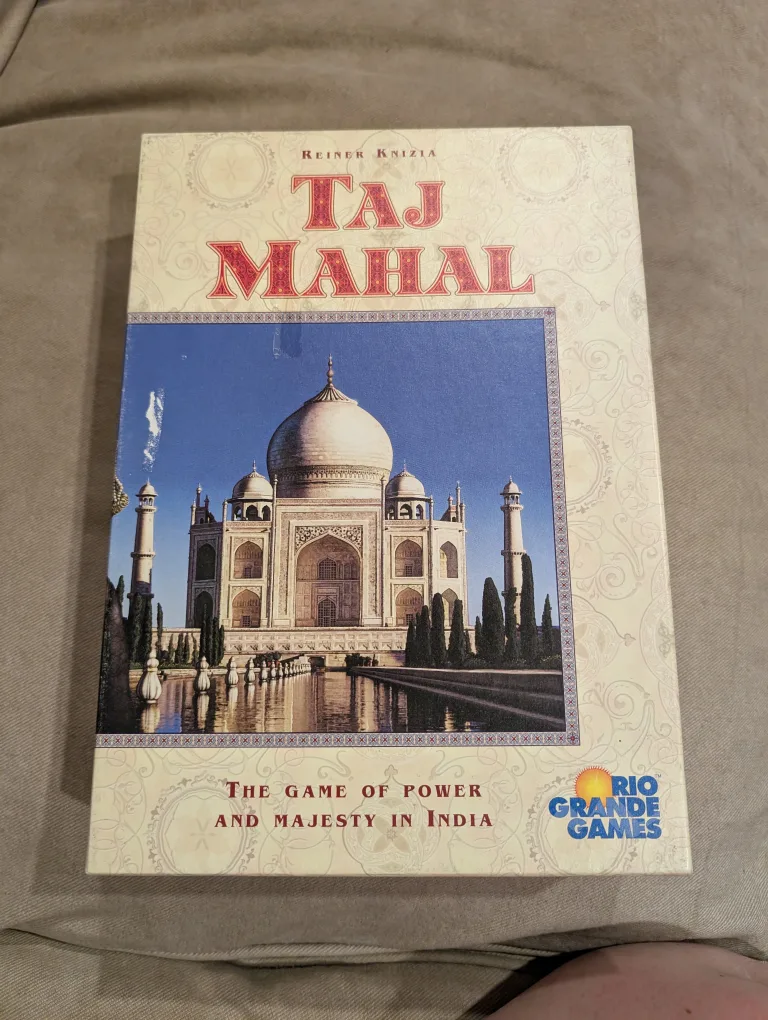 Reiner Knizia
Taj
Mahal
The game of power
and majesty in India
RIO
GRANDE
GAMES